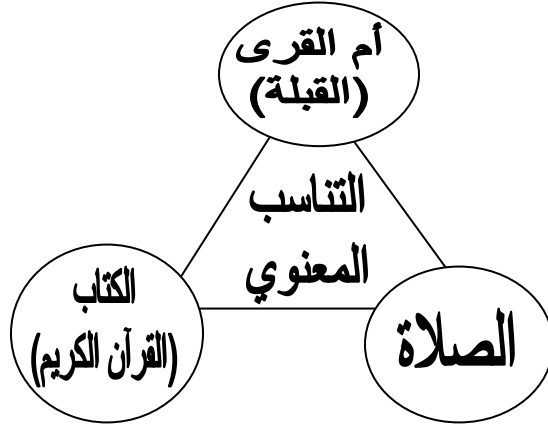 أم القرى
(القبلة)
التناسب
المعنوي
الكتاب
(القرآن الكريم)
الصلاة